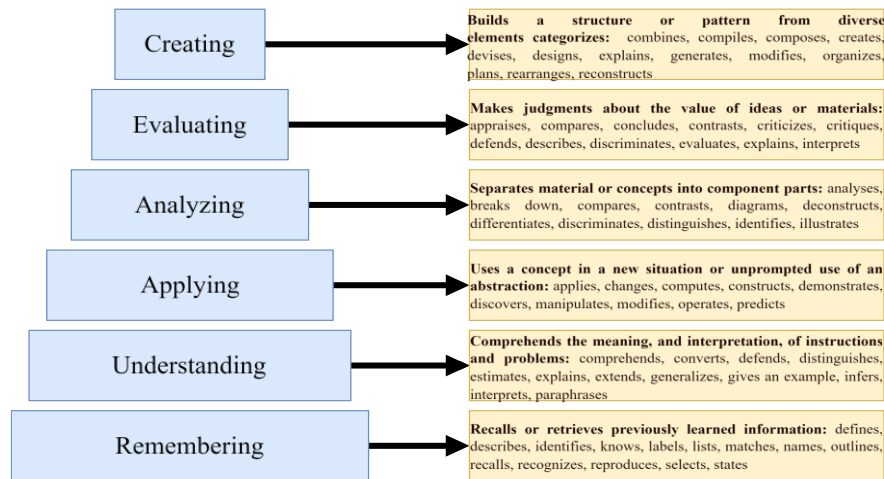 Creating
Builds a structure or pattern from diverse
elements categorizes: combines, compiles, composes, creates,
devises, designs, explains, generates, modifies, organizes,
plans, rearranges, reconstructs
Evaluating
Makes judgments about the value of ideas or materials:
appraises, compares, concludes, contrasts, criticizes, critiques,
defends, describes, discriminates, evaluates, explains, interprets
Analyzing
Separates material or concepts into component parts: analyses,
breaks down, compares, contrasts, diagrams, deconstructs,
differentiates, discriminates, distinguishes, identifies, illustrates
Applying
Uses a concept in a new situation or unprompted use of an
abstraction: applies, changes, computes, constructs, demonstrates,
discovers, manipulates, modifies, operates, predicts
Understanding
Comprehends the meaning, and interpretation, of instructions
and problems: comprehends, converts, defends, distinguishes,
estimates, explains, extends, generalizes, gives an example, infers,
interprets, paraphrases
Remembering
Recalls or retrieves previously learned information: defines,
describes, identifies, knows, labels, lists, matches, names, outlines,
recalls, recognizes, reproduces, selects, states